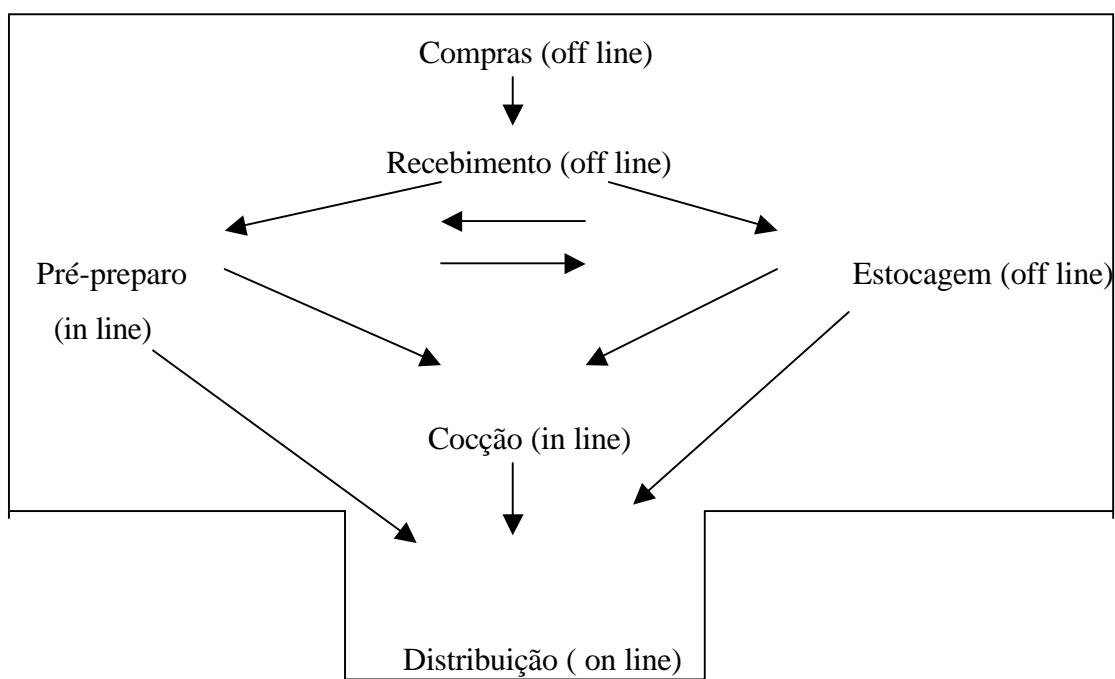 Compras (off line)
Recebimento (off line)
Pré-preparo
(in line)
Estocagem (off line)
Cocção (in line)
Distribuição ( on line)